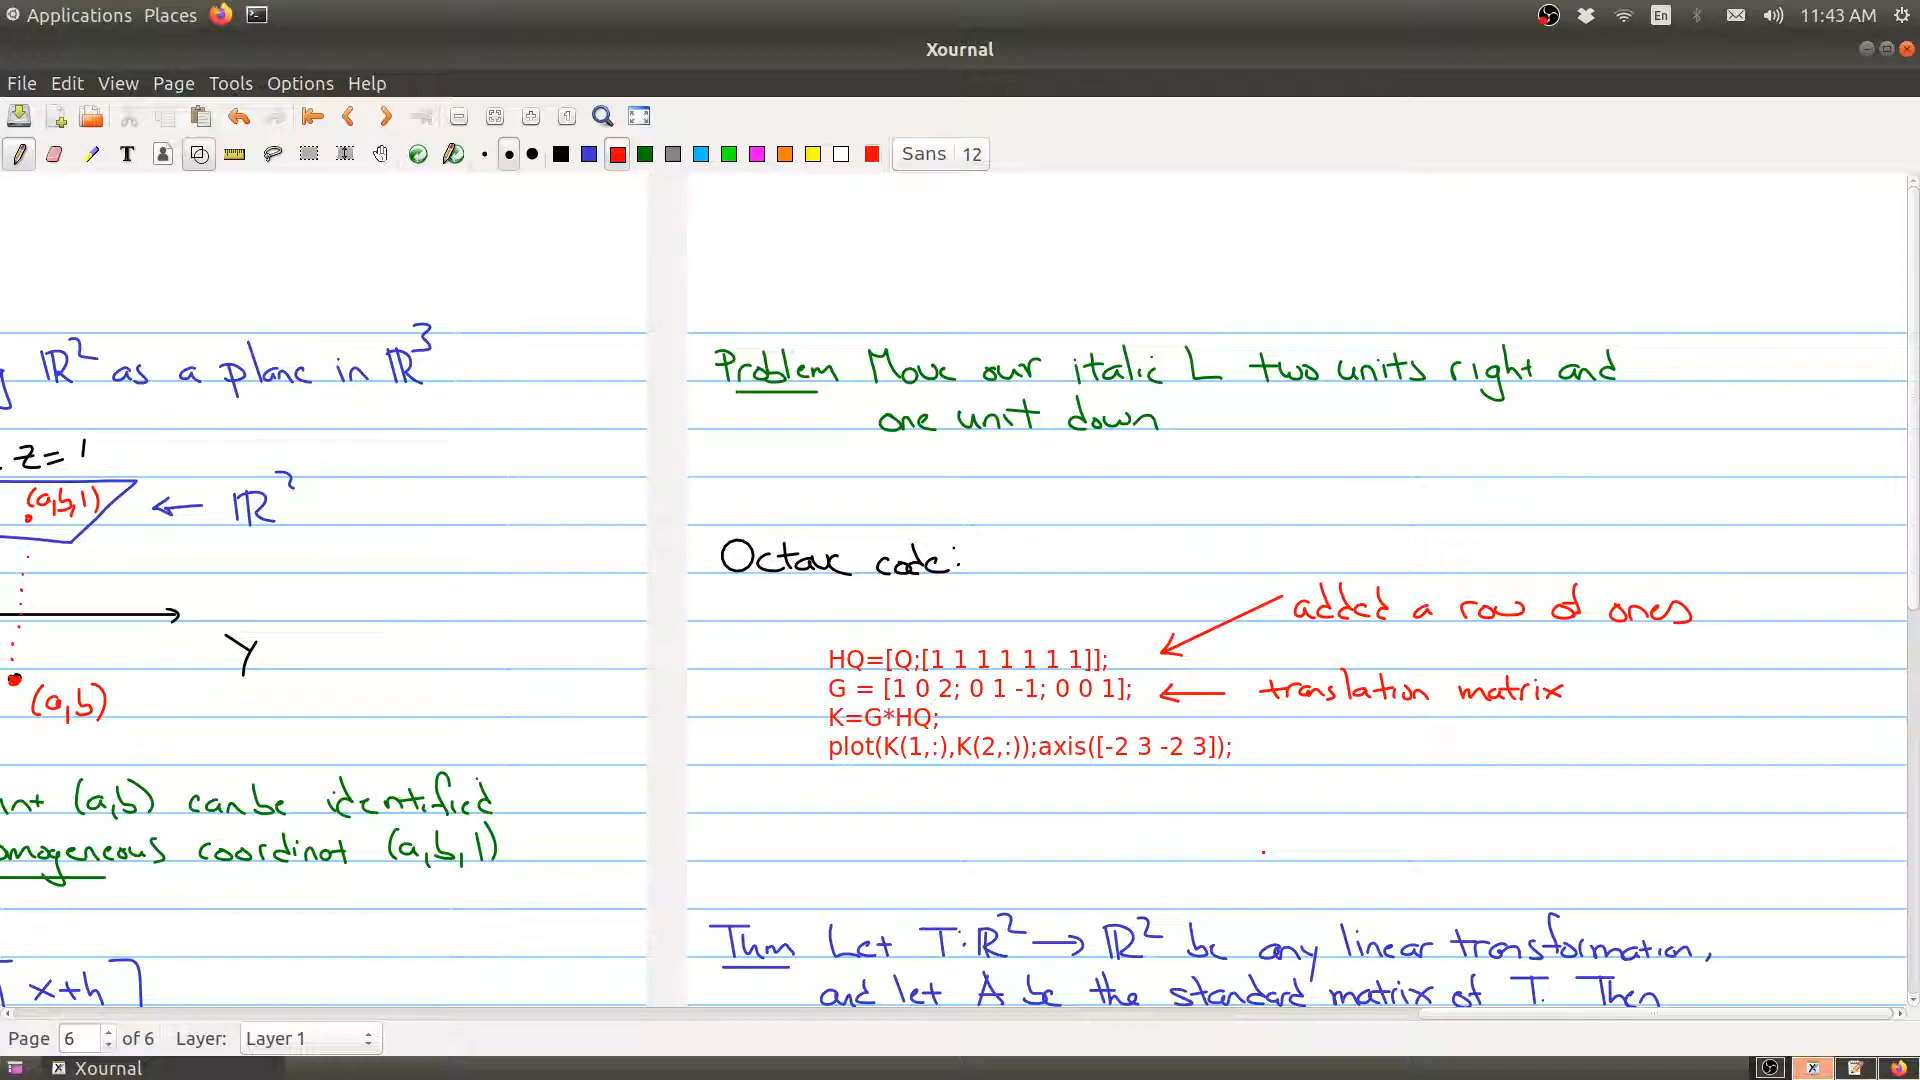 Applications Places En 11:43 AM
Xournal
File Edit View Page Tools Options Help
Sans 12
ℝ² as a plane in ℝ³
z=1
(a,b,1) ← ℝ²
Y
(a,b)
(a,b) can be identified
coordinat (a,b,1)
x+h
Problem Move our italic L two units right and
one unit down
Octave code:
added a row of ones
HQ=[Q;[1 1 1 1 1 1 1]];
G = [1 0 2; 0 1 -1; 0 0 1]; ← translation matrix
K=G*HQ;
plot(K(1,:),K(2,:));axis([-2 3 -2 3]);
Thm Let T:ℝ²→ℝ² be any linear transformation,
and let A be the standard matrix of T. Then
Page 6 of 6 Layer: Layer 1
Xournal